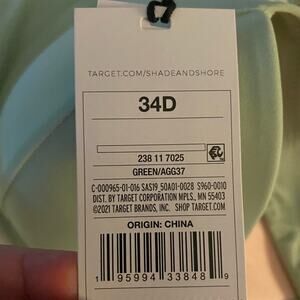 TARGET.COM/SHADEANDSHORE
34D
238 11 7025
GREEN/AGG37
C-000965-01-016 SAS19_50A01-0028 S960-0010
DIST. BY TARGET CORPORATION MPLS., MN 55403
©2021 TARGET BRANDS, INC. SHOP TARGET.COM
ORIGIN: CHINA
1 95994 33848 9